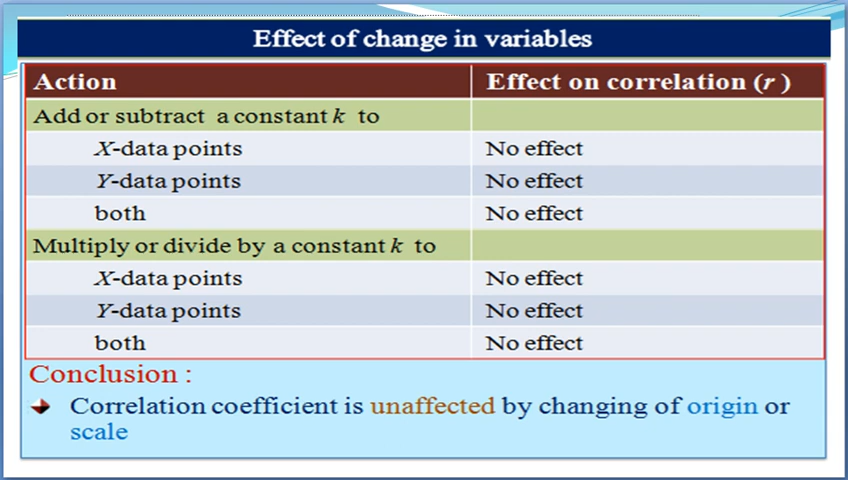 Effect of change in variables
Action Effect on correlation (r )
Add or subtract a constant k to
X-data points No effect
Y-data points No effect
both No effect
Multiply or divide by a constant k to
X-data points No effect
Y-data points No effect
both No effect
Conclusion :
Correlation coefficient is unaffected by changing of origin or
scale